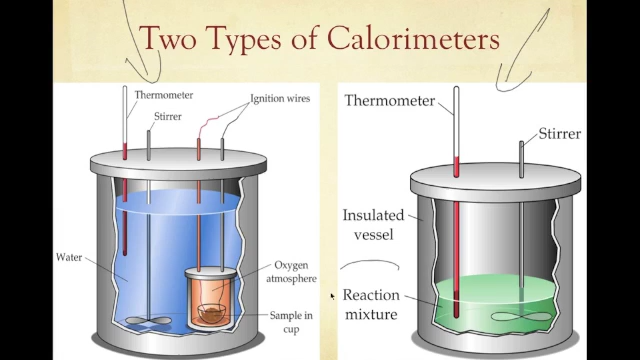 Two Types of Calorimeters
Thermometer
Stirrer
Ignition wires
Water
Oxygen
atmosphere
Sample in
cup
Thermometer
Stirrer
Insulated
vessel
Reaction
mixture